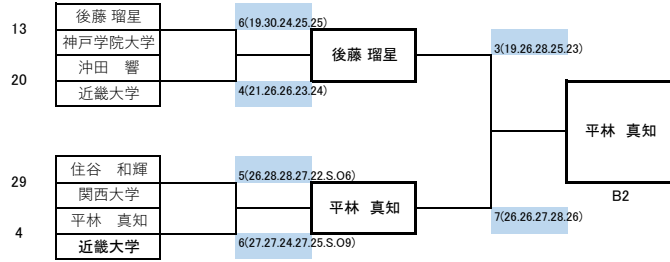 13
後藤 瑠星
神戸学院大学
6(19.30.24.25.25)
後藤 瑠星
20
沖田　響
近畿大学
4(21.26.26.23.24)
3(19.26.28.25.23)
平林 真知
B2
29
住谷　和輝
関西大学
5(26.28.28.27.22.S.O6)
平林 真知
4
平林　真知
近畿大学
6(27.27.24.27.25.S.O9)
7(26.26.27.28.26)